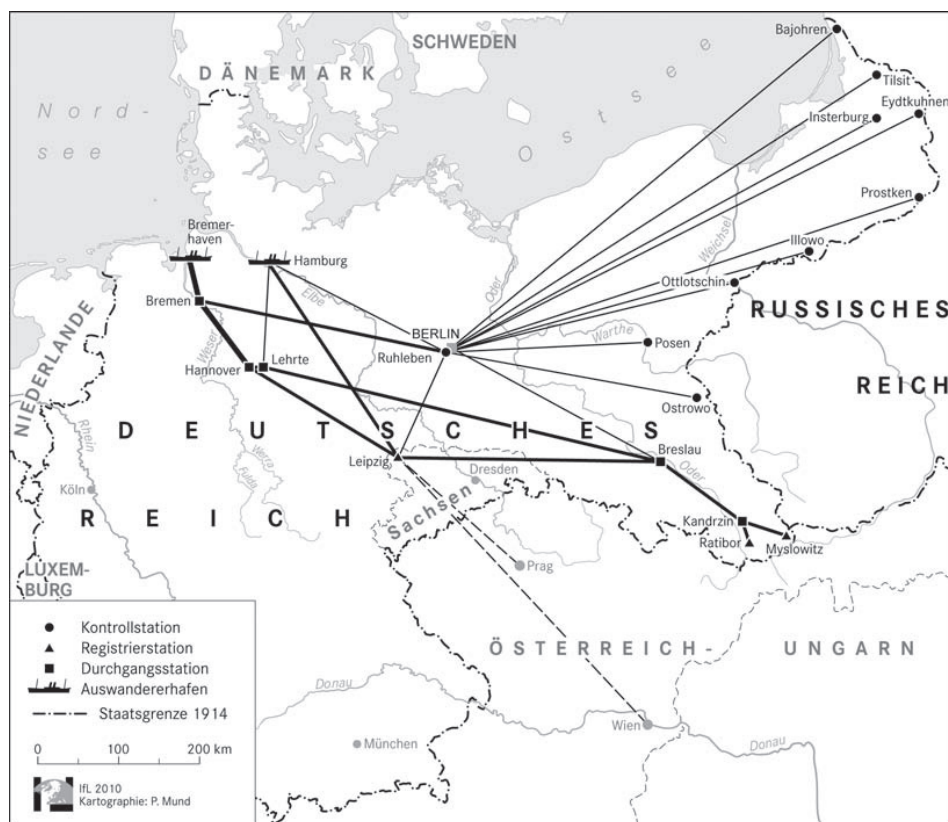 SCHWEDEN
DÄNEMARK
Nord-
see
Ostsee
Bajohren
Tilsit
Eydtkuhnen
Insterburg
Prostken
Illowo
Ottlotschin
Weichsel
Bremer-
haven
Hamburg
Elbe
Oder
Bremen
BERLIN
Ruhleben
Warthe
Posen
RUSSISCHES
REICH
NIEDERLANDE
Weser
Hannover
Lehrte
Ostrowo
DEUTSCHES
REICH
Rhein
Köln
Werra
Fulda
Leipzig
Dresden
Sachsen
Breslau
Oder
Kandrzin
Ratibor
Myslowitz
LUXEM-
BURG
Prag
ÖSTERREICH-
UNGARN
Donau
Wien
Donau
München
Kontrollstation
Registrierstation
Durchgangsstation
Auswandererhafen
Staatsgrenze 1914
0 100 200 km
IfL 2010
Kartographie: P. Mund